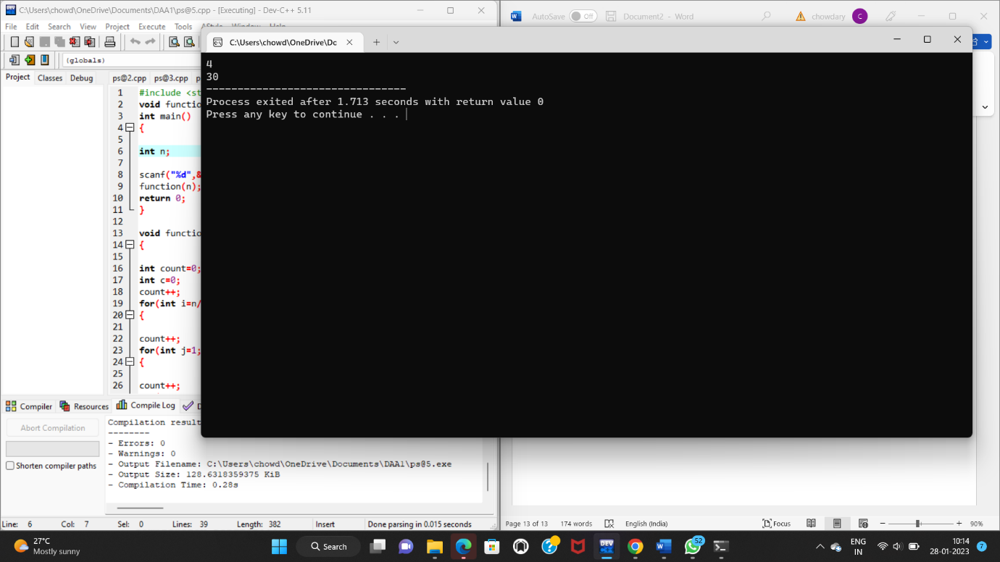 C:\Users\chowd\OneDrive\Documents\DAA1\ps@5.cpp - [Executing] - Dev-C++ 5.11
File Edit Search View Project Execute Tools AStyle Window Help
(globals)
Project Classes Debug
ps@2.cpp ps@3.cpp p
1 #include <st
2 void functio
3 int main()
4 {
5
6 int n;
7
8 scanf("%d",&
9 function(n);
10 return 0;
11 }
12
13 void functio
14 {
15
16 int count=0;
17 int c=0;
18 count++;
19 for(int i=n/
20 {
21
22 count++;
23 for(int j=1;
24 {
25
26 count++;
Compiler Resources Compile Log D
Abort Compilation
Shorten compiler paths
Compilation result
--------
- Errors: 0
- Warnings: 0
- Output Filename: C:\Users\chowd\OneDrive\Documents\DAA1\ps@5.exe
- Output Size: 128.6318359375 KiB
- Compilation Time: 0.28s
Line: 6 Col: 7 Sel: 0 Lines: 39 Length: 382 Insert Done parsing in 0.015 seconds
AutoSave Off Document2 - Word chowdary C
C:\Users\chowd\OneDrive\Dc
4
30
--------------------------------
Process exited after 1.713 seconds with return value 0
Press any key to continue . . .
Page 13 of 13 174 words English (India) Focus 90%
27°C
Mostly sunny
Search
DEV
52
ENG
IN
10:14
28-01-2023
7